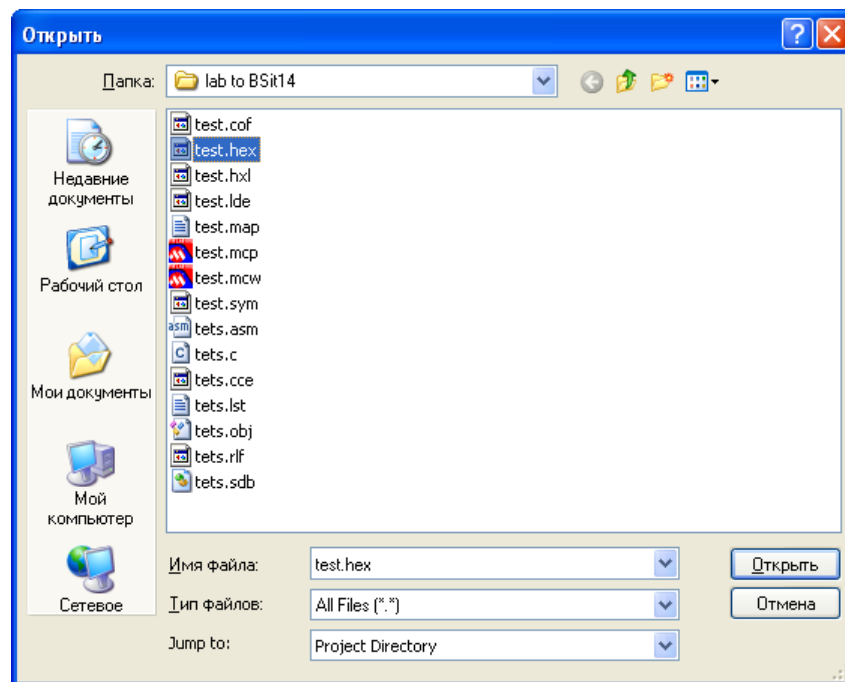 Открыть
Папка: lab to BSit14
Недавние
документы
Рабочий стол
Мои документы
Мой
компьютер
Сетевое
test.cof
test.hex
test.hxl
test.lde
test.map
test.mcp
test.mcw
test.sym
tets.asm
tets.c
tets.cce
tets.lst
tets.obj
tets.rlf
tets.sdb
Имя файла: test.hex Открыть
Тип файлов: All Files (*.*) Отмена
Jump to: Project Directory